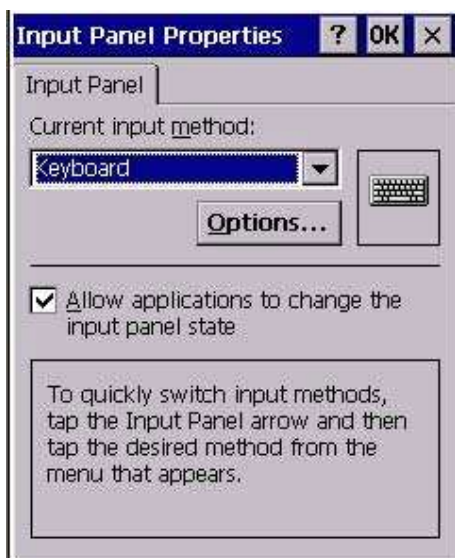 Input Panel Properties ? OK ×
Input Panel
Current input method:
Keyboard
Options...
Allow applications to change the
input panel state
To quickly switch input methods,
tap the Input Panel arrow and then
tap the desired method from the
menu that appears.